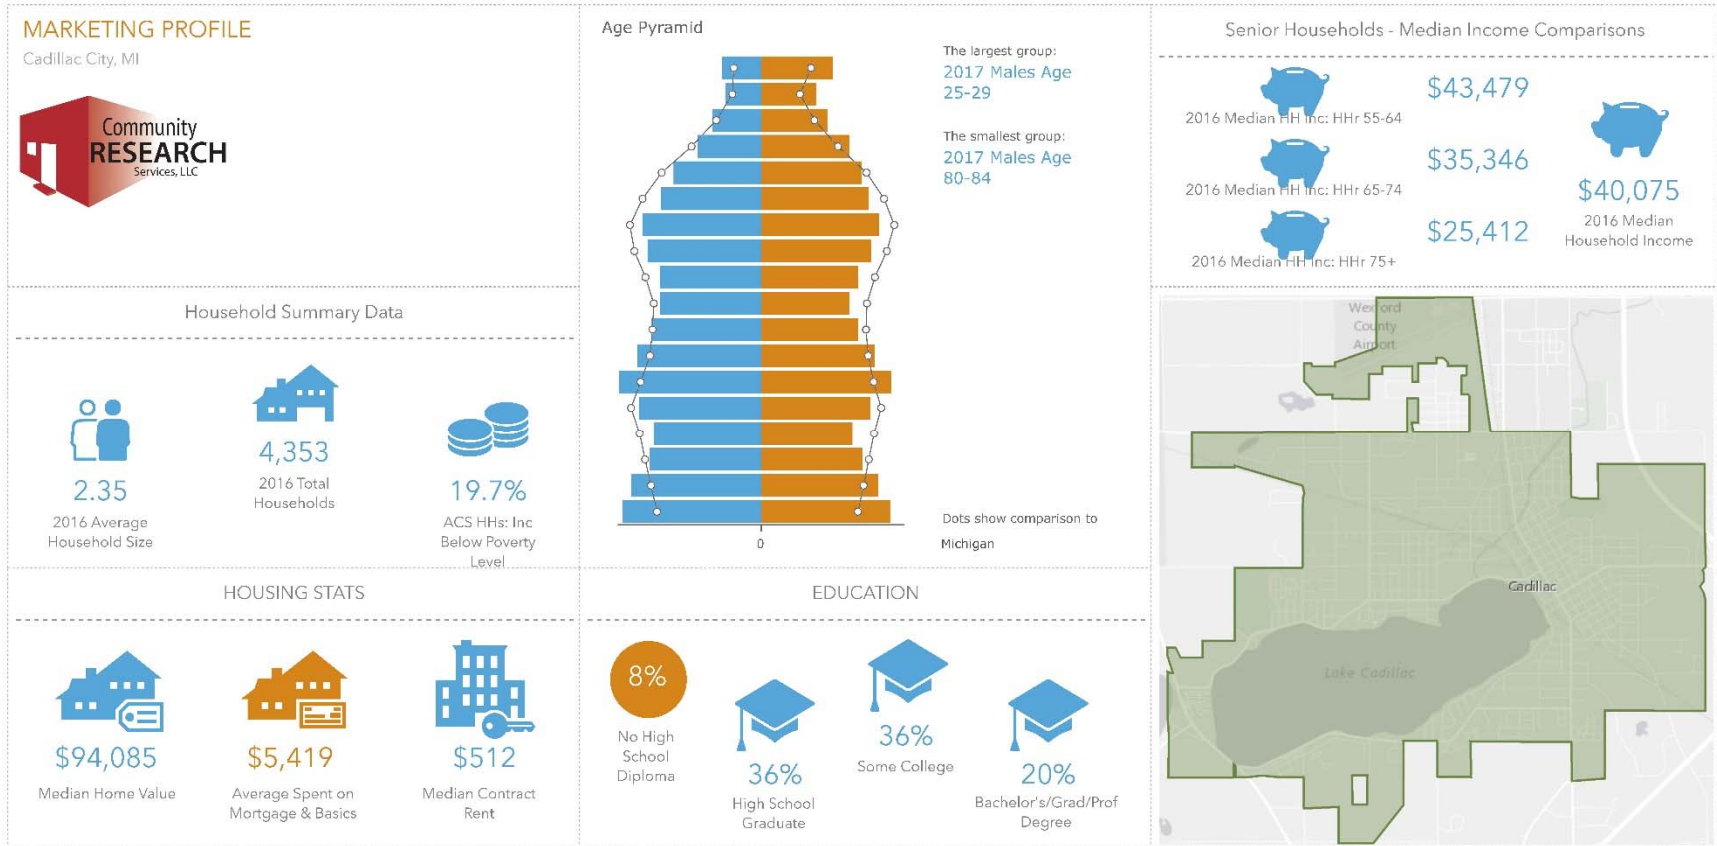 MARKETING PROFILE
Cadillac City, MI
Community
RESEARCH
Services, LLC
Age Pyramid
The largest group:
2017 Males Age
25-29
The smallest group:
2017 Males Age
80-84
0
Dots show comparison to
Michigan
Senior Households - Median Income Comparisons
$43,479
2016 Median HH Inc: HHr 55-64
$35,346
2016 Median HH Inc: HHr 65-74
$25,412
2016 Median HH Inc: HHr 75+
$40,075
2016 Median
Household Income
Household Summary Data
2.35
2016 Average
Household Size
4,353
2016 Total
Households
19.7%
ACS HHs: Inc
Below Poverty
Level
Wexford
County
Airport
Cadillac
Lake Cadillac
HOUSING STATS
$94,085
Median Home Value
$5,419
Average Spent on
Mortgage & Basics
$512
Median Contract
Rent
EDUCATION
8%
No High
School
Diploma
36%
High School
Graduate
36%
Some College
20%
Bachelor's/Grad/Prof
Degree